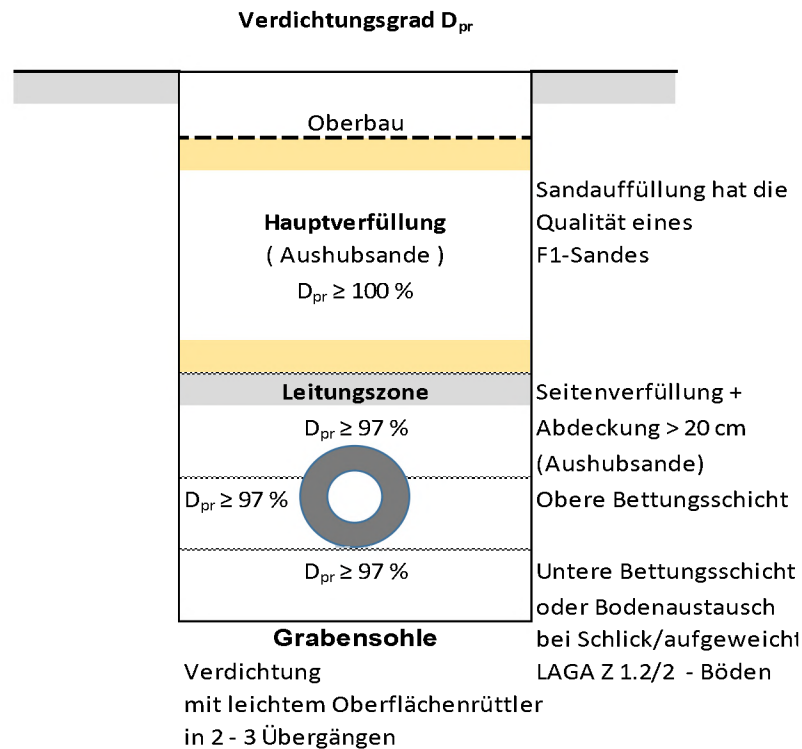 Verdichtungsgrad Dpr
Oberbau
Hauptverfüllung
( Aushubsande )
Dpr ≥ 100 %
Sandauffüllung hat die
Qualität eines
F1-Sandes
Leitungszone
Dpr ≥ 97 %
Seitenverfüllung +
Abdeckung > 20 cm
(Aushubsande)
Dpr ≥ 97 %
Obere Bettungsschicht
Dpr ≥ 97 %
Untere Bettungsschicht
oder Bodenaustausch
bei Schlick/aufgeweicht
LAGA Z 1.2/2 - Böden
Grabensohle
Verdichtung
mit leichtem Oberflächenrüttler
in 2 - 3 Übergängen